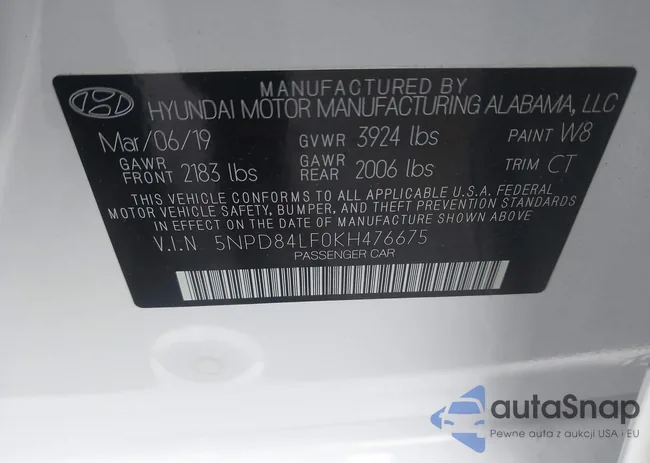 MANUFACTURED BY
HYUNDAI MOTOR MANUFACTURING ALABAMA, LLC
Mar/06/19 GVWR 3924 lbs PAINT W8
GAWR FRONT 2183 lbs GAWR REAR 2006 lbs TRIM CT
THIS VEHICLE CONFORMS TO ALL APPLICABLE U.S.A. FEDERAL
MOTOR VEHICLE SAFETY, BUMPER, AND THEFT PREVENTION STANDARDS
IN EFFECT ON THE DATE OF MANUFACTURE SHOWN ABOVE
V.I.N 5NPD84LF0KH476675
PASSENGER CAR
autaSnap
Pewne auta z aukcji USA i EU